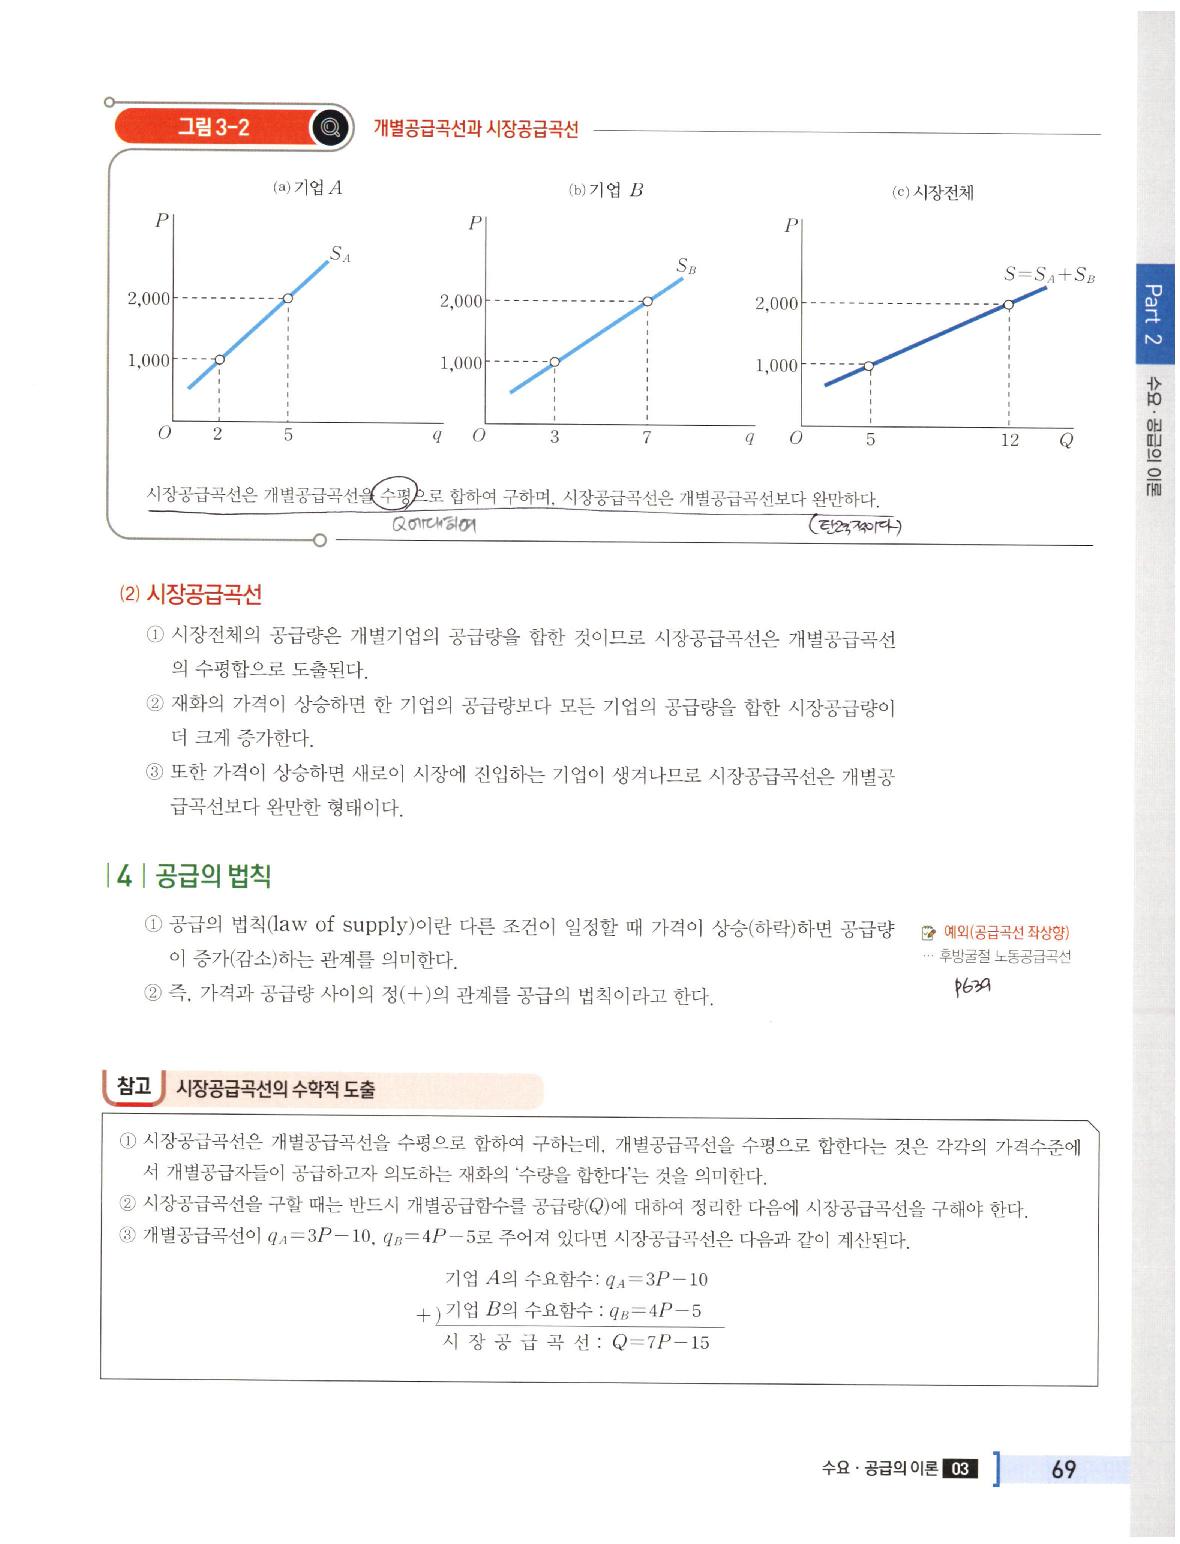 그림 3-2
개별공급곡선과 시장공급곡선
(a) 기업 A
(b) 기업 B
(c) 시장전체
P
S_A
2,000
1,000
O
2
5
q
P
S_B
2,000
1,000
O
3
7
q
P
S=S_A+S_B
2,000
1,000
O
5
12
Q
시장공급곡선은 개별공급곡선을 수평으로 합하여 구하며, 시장공급곡선은 개별공급곡선보다 완만하다.
Q에대하여
(탄력적이다)
(2) 시장공급곡선
① 시장전체의 공급량은 개별기업의 공급량을 합한 것이므로 시장공급곡선은 개별공급곡선
의 수평합으로 도출된다.
② 재화의 가격이 상승하면 한 기업의 공급량보다 모든 기업의 공급량을 합한 시장공급량이
더 크게 증가한다.
③ 또한 가격이 상승하면 새로이 시장에 진입하는 기업이 생겨나므로 시장공급곡선은 개별공
급곡선보다 완만한 형태이다.
|4| 공급의 법칙
① 공급의 법칙(law of supply)이란 다른 조건이 일정할 때 가격이 상승(하락)하면 공급량
이 증가(감소)하는 관계를 의미한다.
② 즉, 가격과 공급량 사이의 정(+)의 관계를 공급의 법칙이라고 한다.
예외(공급곡선 좌상향)
… 후방굴절 노동공급곡선
p639
참고
시장공급곡선의 수학적 도출
① 시장공급곡선은 개별공급곡선을 수평으로 합하여 구하는데, 개별공급곡선을 수평으로 합한다는 것은 각각의 가격수준에
서 개별공급자들이 공급하고자 의도하는 재화의 ‘수량을 합한다’는 것을 의미한다.
② 시장공급곡선을 구할 때는 반드시 개별공급함수를 공급량(Q)에 대하여 정리한 다음에 시장공급곡선을 구해야 한다.
③ 개별공급곡선이 q_A=3P-10, q_B=4P-5로 주어져 있다면 시장공급곡선은 다음과 같이 계산된다.
기업 A의 수요함수: q_A=3P-10
+) 기업 B의 수요함수: q_B=4P-5
시 장 공 급 곡 선: Q=7P-15
Part 2
수요·공급의 이론
수요·공급의 이론 03
69